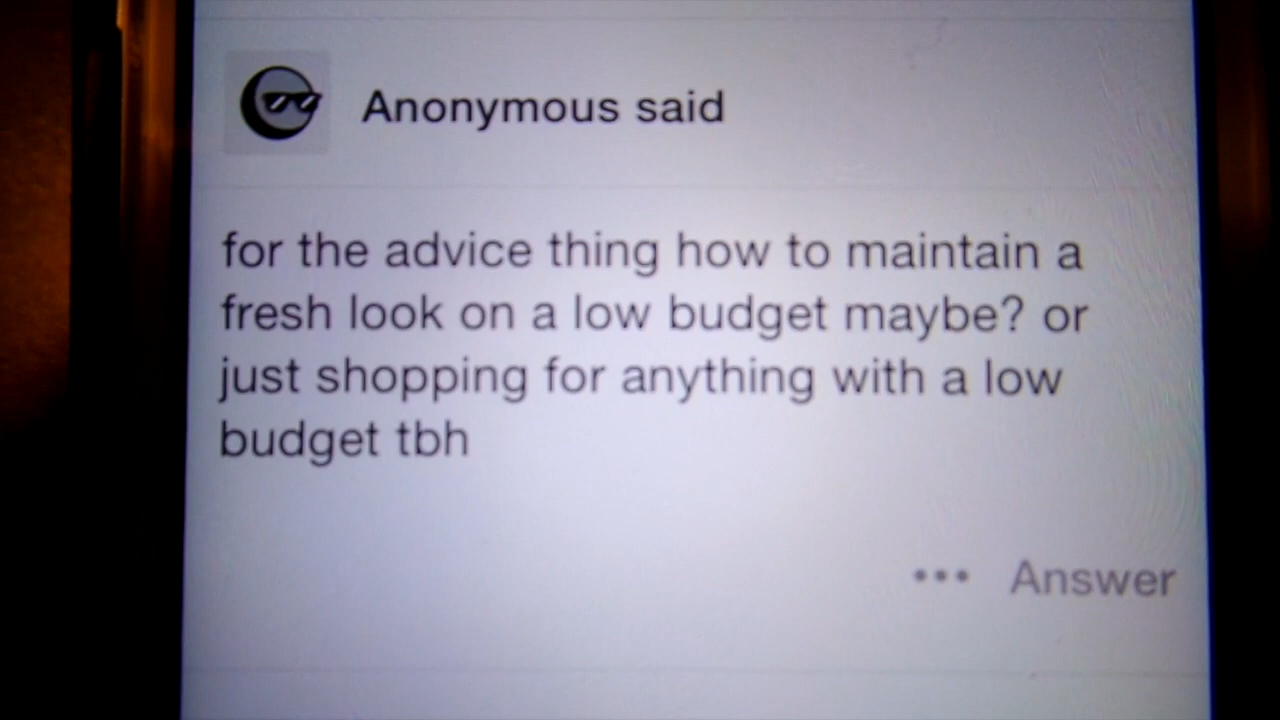 Anonymous said
for the advice thing how to maintain a
fresh look on a low budget maybe? or
just shopping for anything with a low
budget tbh
••• Answer